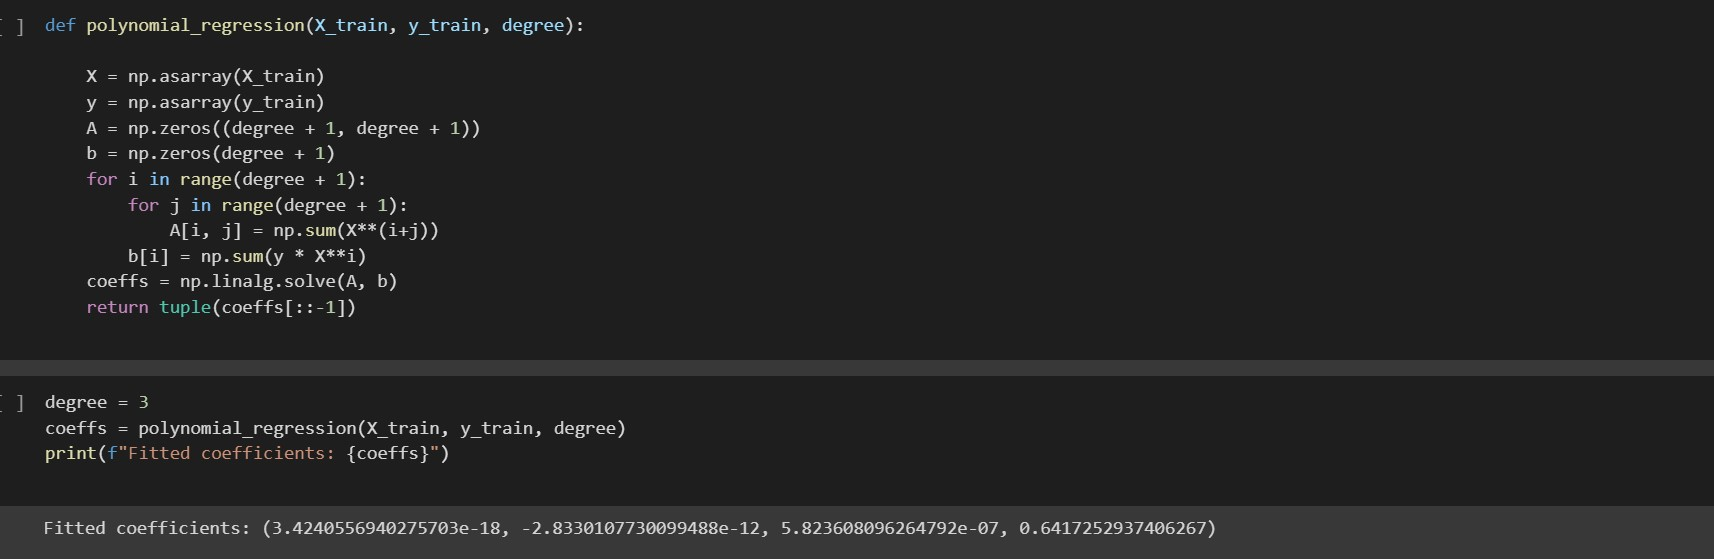 [ ] def polynomial_regression(X_train, y_train, degree):
X = np.asarray(X_train)
y = np.asarray(y_train)
A = np.zeros((degree + 1, degree + 1))
b = np.zeros(degree + 1)
for i in range(degree + 1):
for j in range(degree + 1):
A[i, j] = np.sum(X**(i+j))
b[i] = np.sum(y * X**i)
coeffs = np.linalg.solve(A, b)
return tuple(coeffs[::-1])
[ ] degree = 3
coeffs = polynomial_regression(X_train, y_train, degree)
print(f"Fitted coefficients: {coeffs}")
Fitted coefficients: (3.4240556940275703e-18, -2.8330107730099488e-12, 5.823608096264792e-07, 0.6417252937406267)